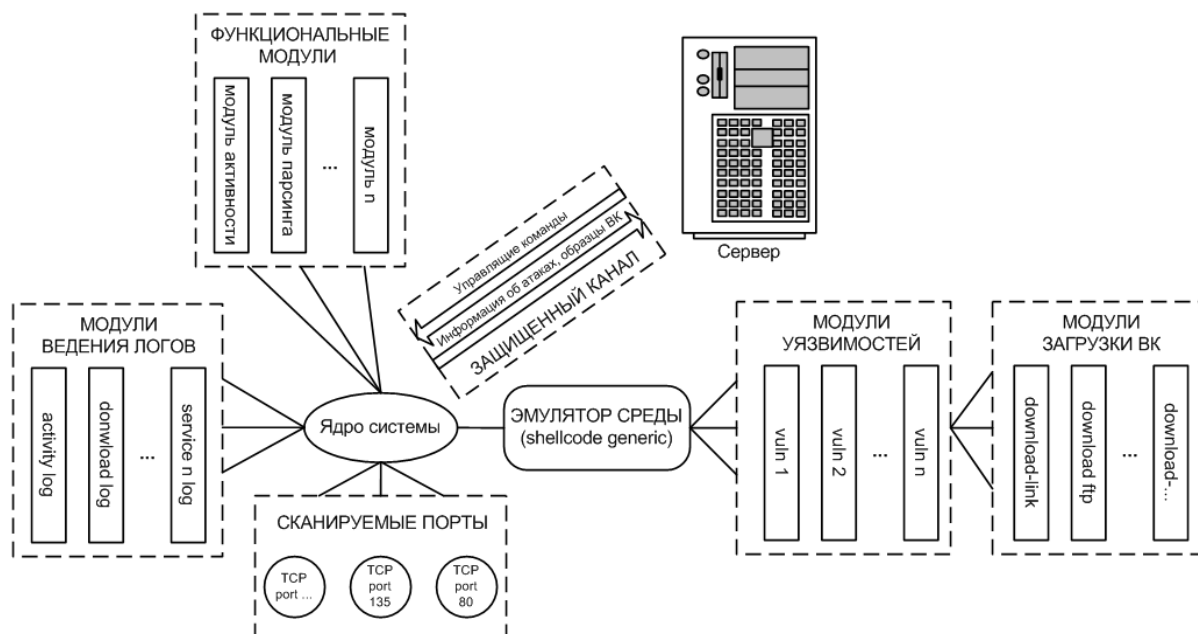 ФУНКЦИОНАЛЬНЫЕ
МОДУЛИ
модуль активности
модуль парсинга
...
модуль n
Сервер
Управлящие команды
Информация об атаках, образцы ВК
ЗАЩИЩЕННЫЙ КАНАЛ
МОДУЛИ
ВЕДЕНИЯ ЛОГОВ
activity log
donwload log
...
service n log
Ядро системы
ЭМУЛЯТОР СРЕДЫ
(shellcode generic)
МОДУЛИ
УЯЗВИМОСТЕЙ
vuln 1
vuln 2
...
vuln n
МОДУЛИ
ЗАГРУЗКИ ВК
download-link
download ftp
...
download-...
СКАНИРУЕМЫЕ ПОРТЫ
TCP
port ...
TCP
port
135
TCP
port
80